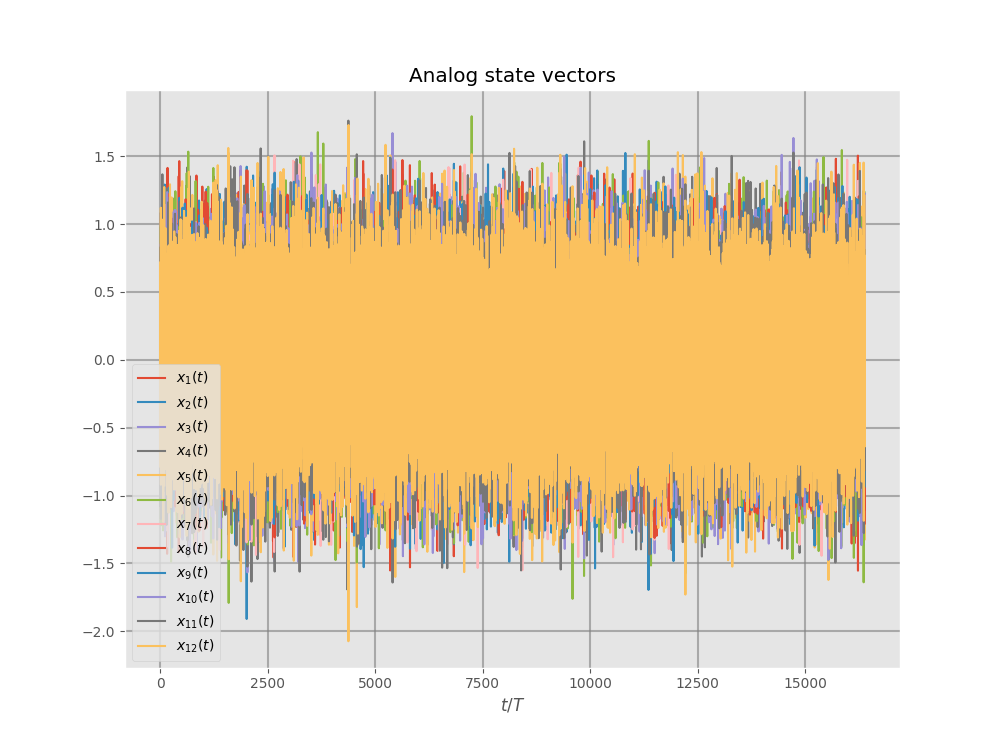 Analog state vectors
1.5
1.0
0.5
0.0
−0.5
−1.0
−1.5
−2.0
x₁(t)
x₂(t)
x₃(t)
x₄(t)
x₅(t)
x₆(t)
x₇(t)
x₈(t)
x₉(t)
x₁₀(t)
x₁₁(t)
x₁₂(t)
0 2500 5000 7500 10000 12500 15000
t/T